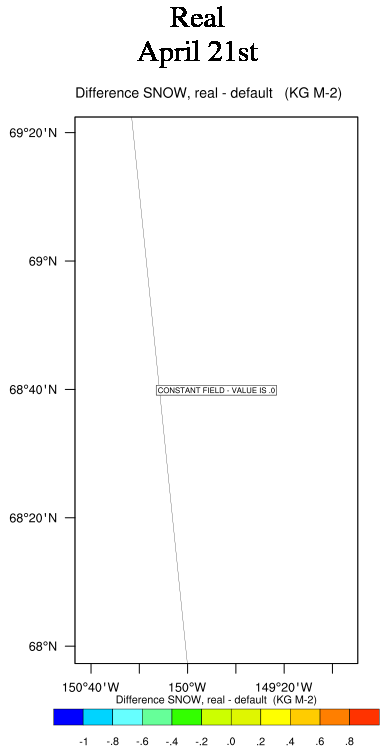 Real
April 21st
Difference SNOW, real - default (KG M-2)
69°20'N
69°N
68°40'N
CONSTANT FIELD - VALUE IS .0
68°20'N
68°N
150°40'W 150°W 149°20'W
Difference SNOW, real - default (KG M-2)
-1 -.8 -.6 -.4 -.2 .0 .2 .4 .6 .8